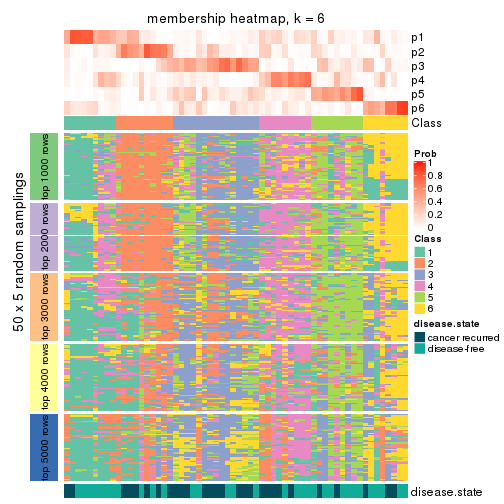 membership heatmap, k = 6
p1
p2
p3
p4
p5
p6
Class
50 x 5 random samplings
top 1000 rows
top 2000 rows
top 3000 rows
top 4000 rows
top 5000 rows
Prob
1
0.8
0.6
0.4
0.2
0
Class
1
2
3
4
5
6
disease.state
cancer recurred
disease-free
disease.state